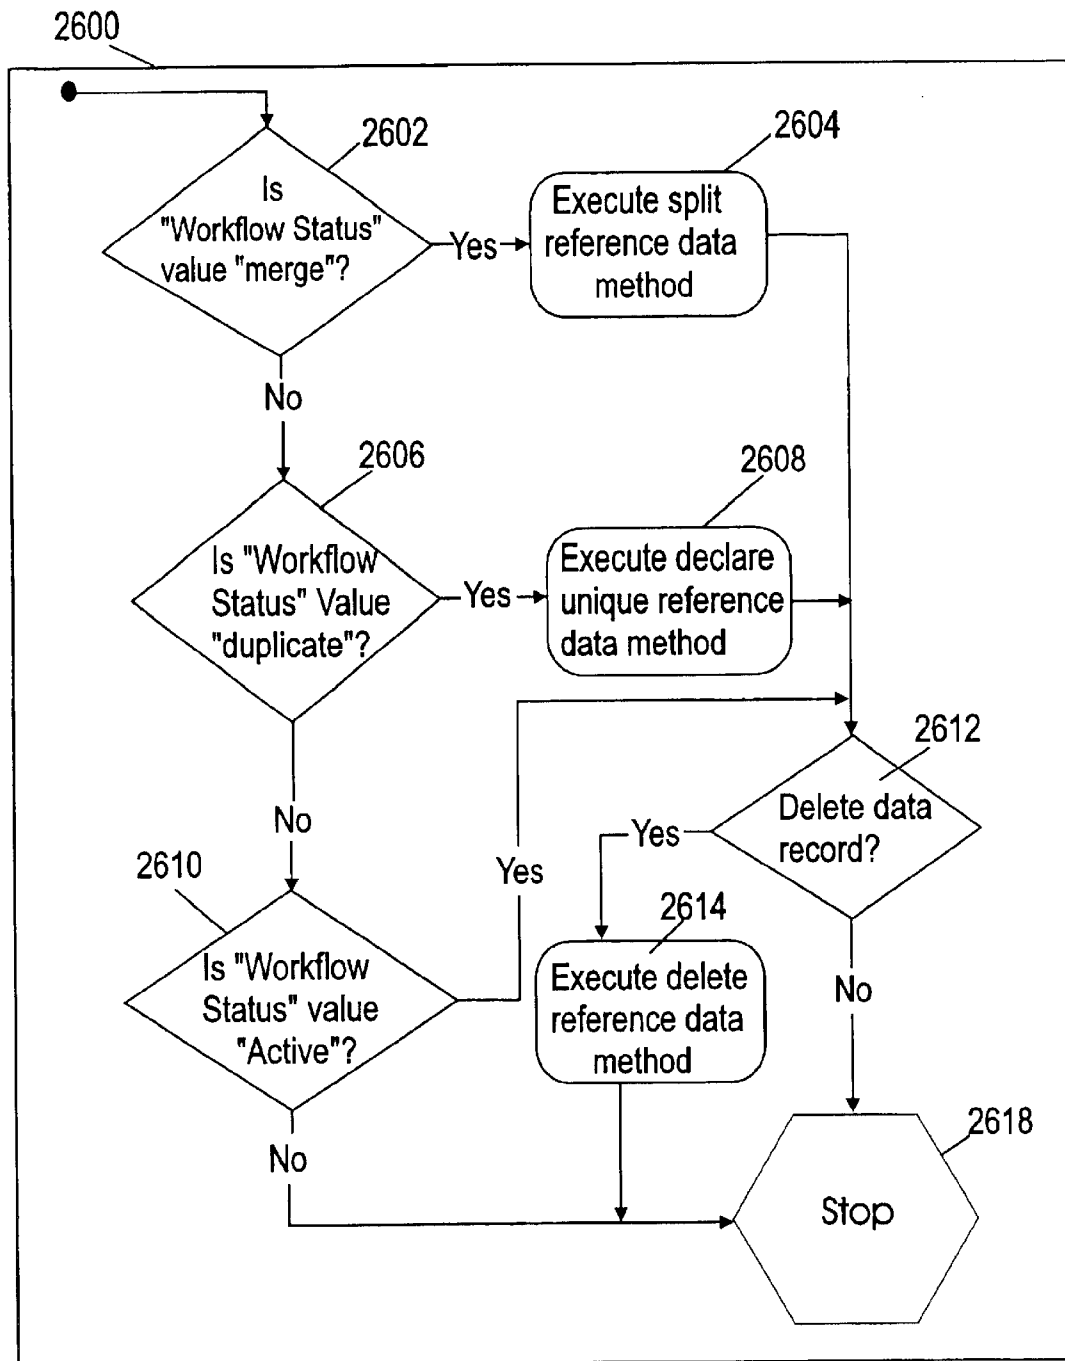 2600
2602
Is
"Workflow Status"
value "merge"?
Yes
2604
Execute split
reference data
method
No
2606
Is "Workflow
Status" Value
"duplicate"?
Yes
2608
Execute declare
unique reference
data method
No
2610
Is "Workflow
Status" value
"Active"?
Yes
2612
Delete data
record?
Yes
2614
Execute delete
reference data
method
No
No
2618
Stop